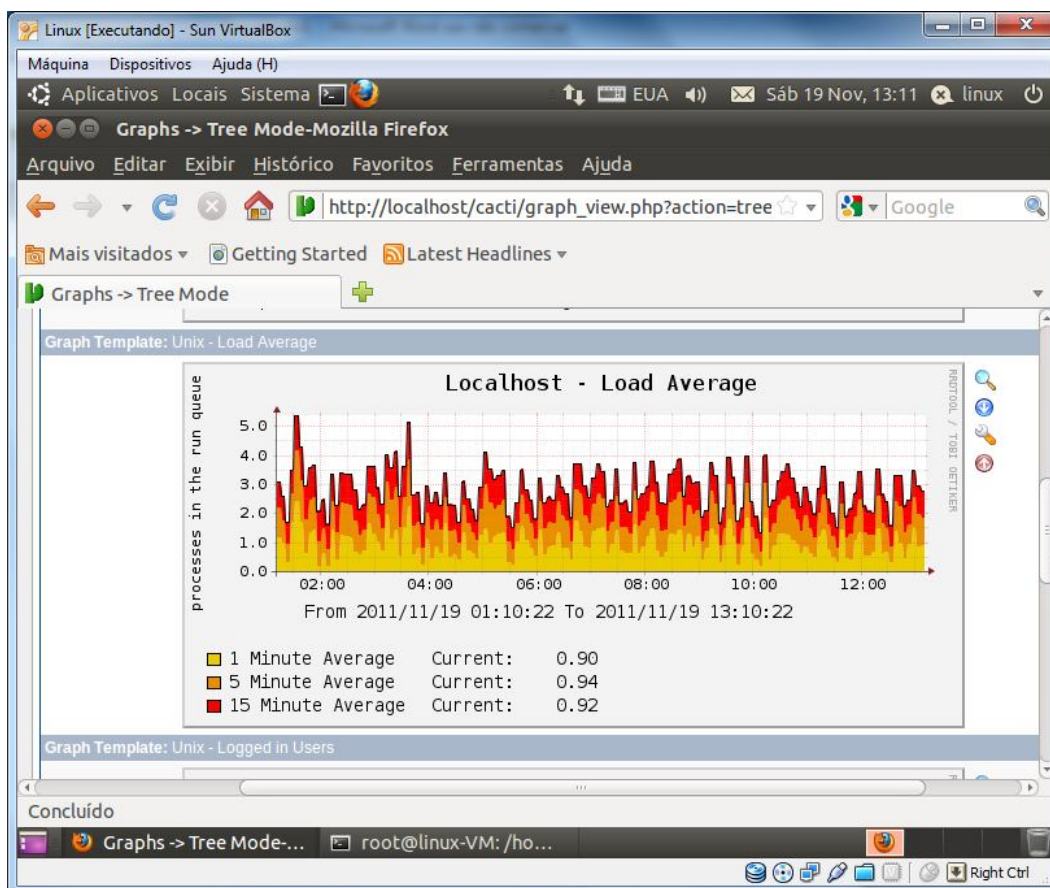 Linux [Executando] - Sun VirtualBox
Máquina Dispositivos Ajuda (H)
Aplicativos Locais Sistema EUA Sáb 19 Nov, 13:11 linux
Graphs -> Tree Mode-Mozilla Firefox
Arquivo Editar Exibir Histórico Favoritos Ferramentas Ajuda
http://localhost/cacti/graph_view.php?action=tree Google
Mais visitados Getting Started Latest Headlines
Graphs -> Tree Mode
Graph Template: Unix - Load Average
Localhost - Load Average
RRDTOOL / TOBI OETIKER
processes in the run queue
5.0
4.0
3.0
2.0
1.0
0.0
02:00 04:00 06:00 08:00 10:00 12:00
From 2011/11/19 01:10:22 To 2011/11/19 13:10:22
1 Minute Average Current: 0.90
5 Minute Average Current: 0.94
15 Minute Average Current: 0.92
Graph Template: Unix - Logged in Users
Concluído
Graphs -> Tree Mode-... root@linux-VM: /ho...
Right Ctrl